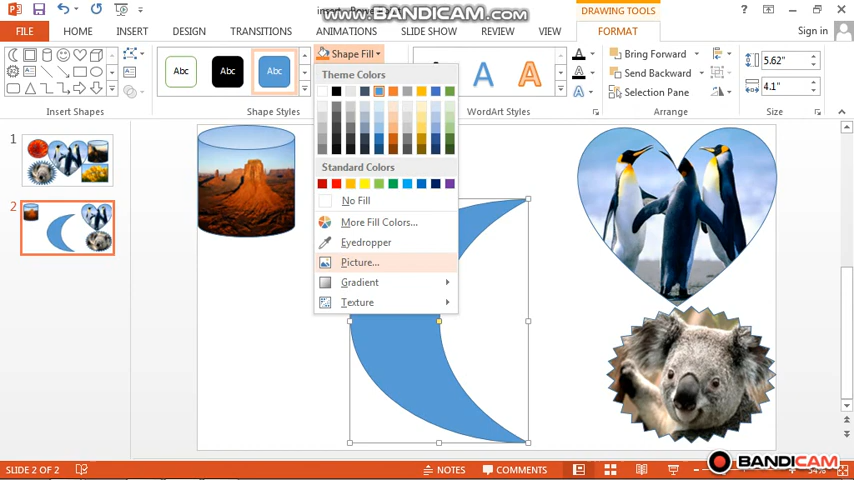 insert
www.BANDICAM.com
DRAWING TOOLS
FILE HOME INSERT DESIGN TRANSITIONS ANIMATIONS SLIDE SHOW REVIEW VIEW FORMAT Sign in
Abc Abc Abc
Shape Fill
Bring Forward
Send Backward
Selection Pane
5.62"
4.1"
Insert Shapes Shape Styles WordArt Styles Arrange Size
Theme Colors
Standard Colors
No Fill
More Fill Colors...
Eyedropper
Picture...
Gradient
Texture
1
2
SLIDE 2 OF 2 NOTES COMMENTS
BANDICAM